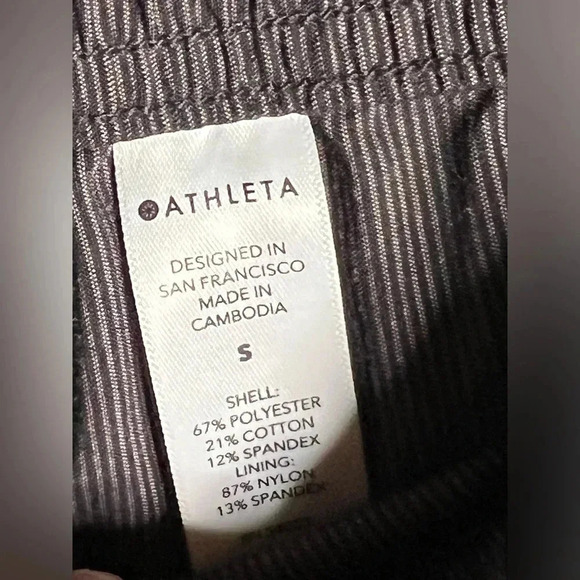 ATHLETA
DESIGNED IN
SAN FRANCISCO
MADE IN
CAMBODIA
S
SHELL:
67% POLYESTER
21% COTTON
12% SPANDEX
LINING:
87% NYLON
13% SPANDEX